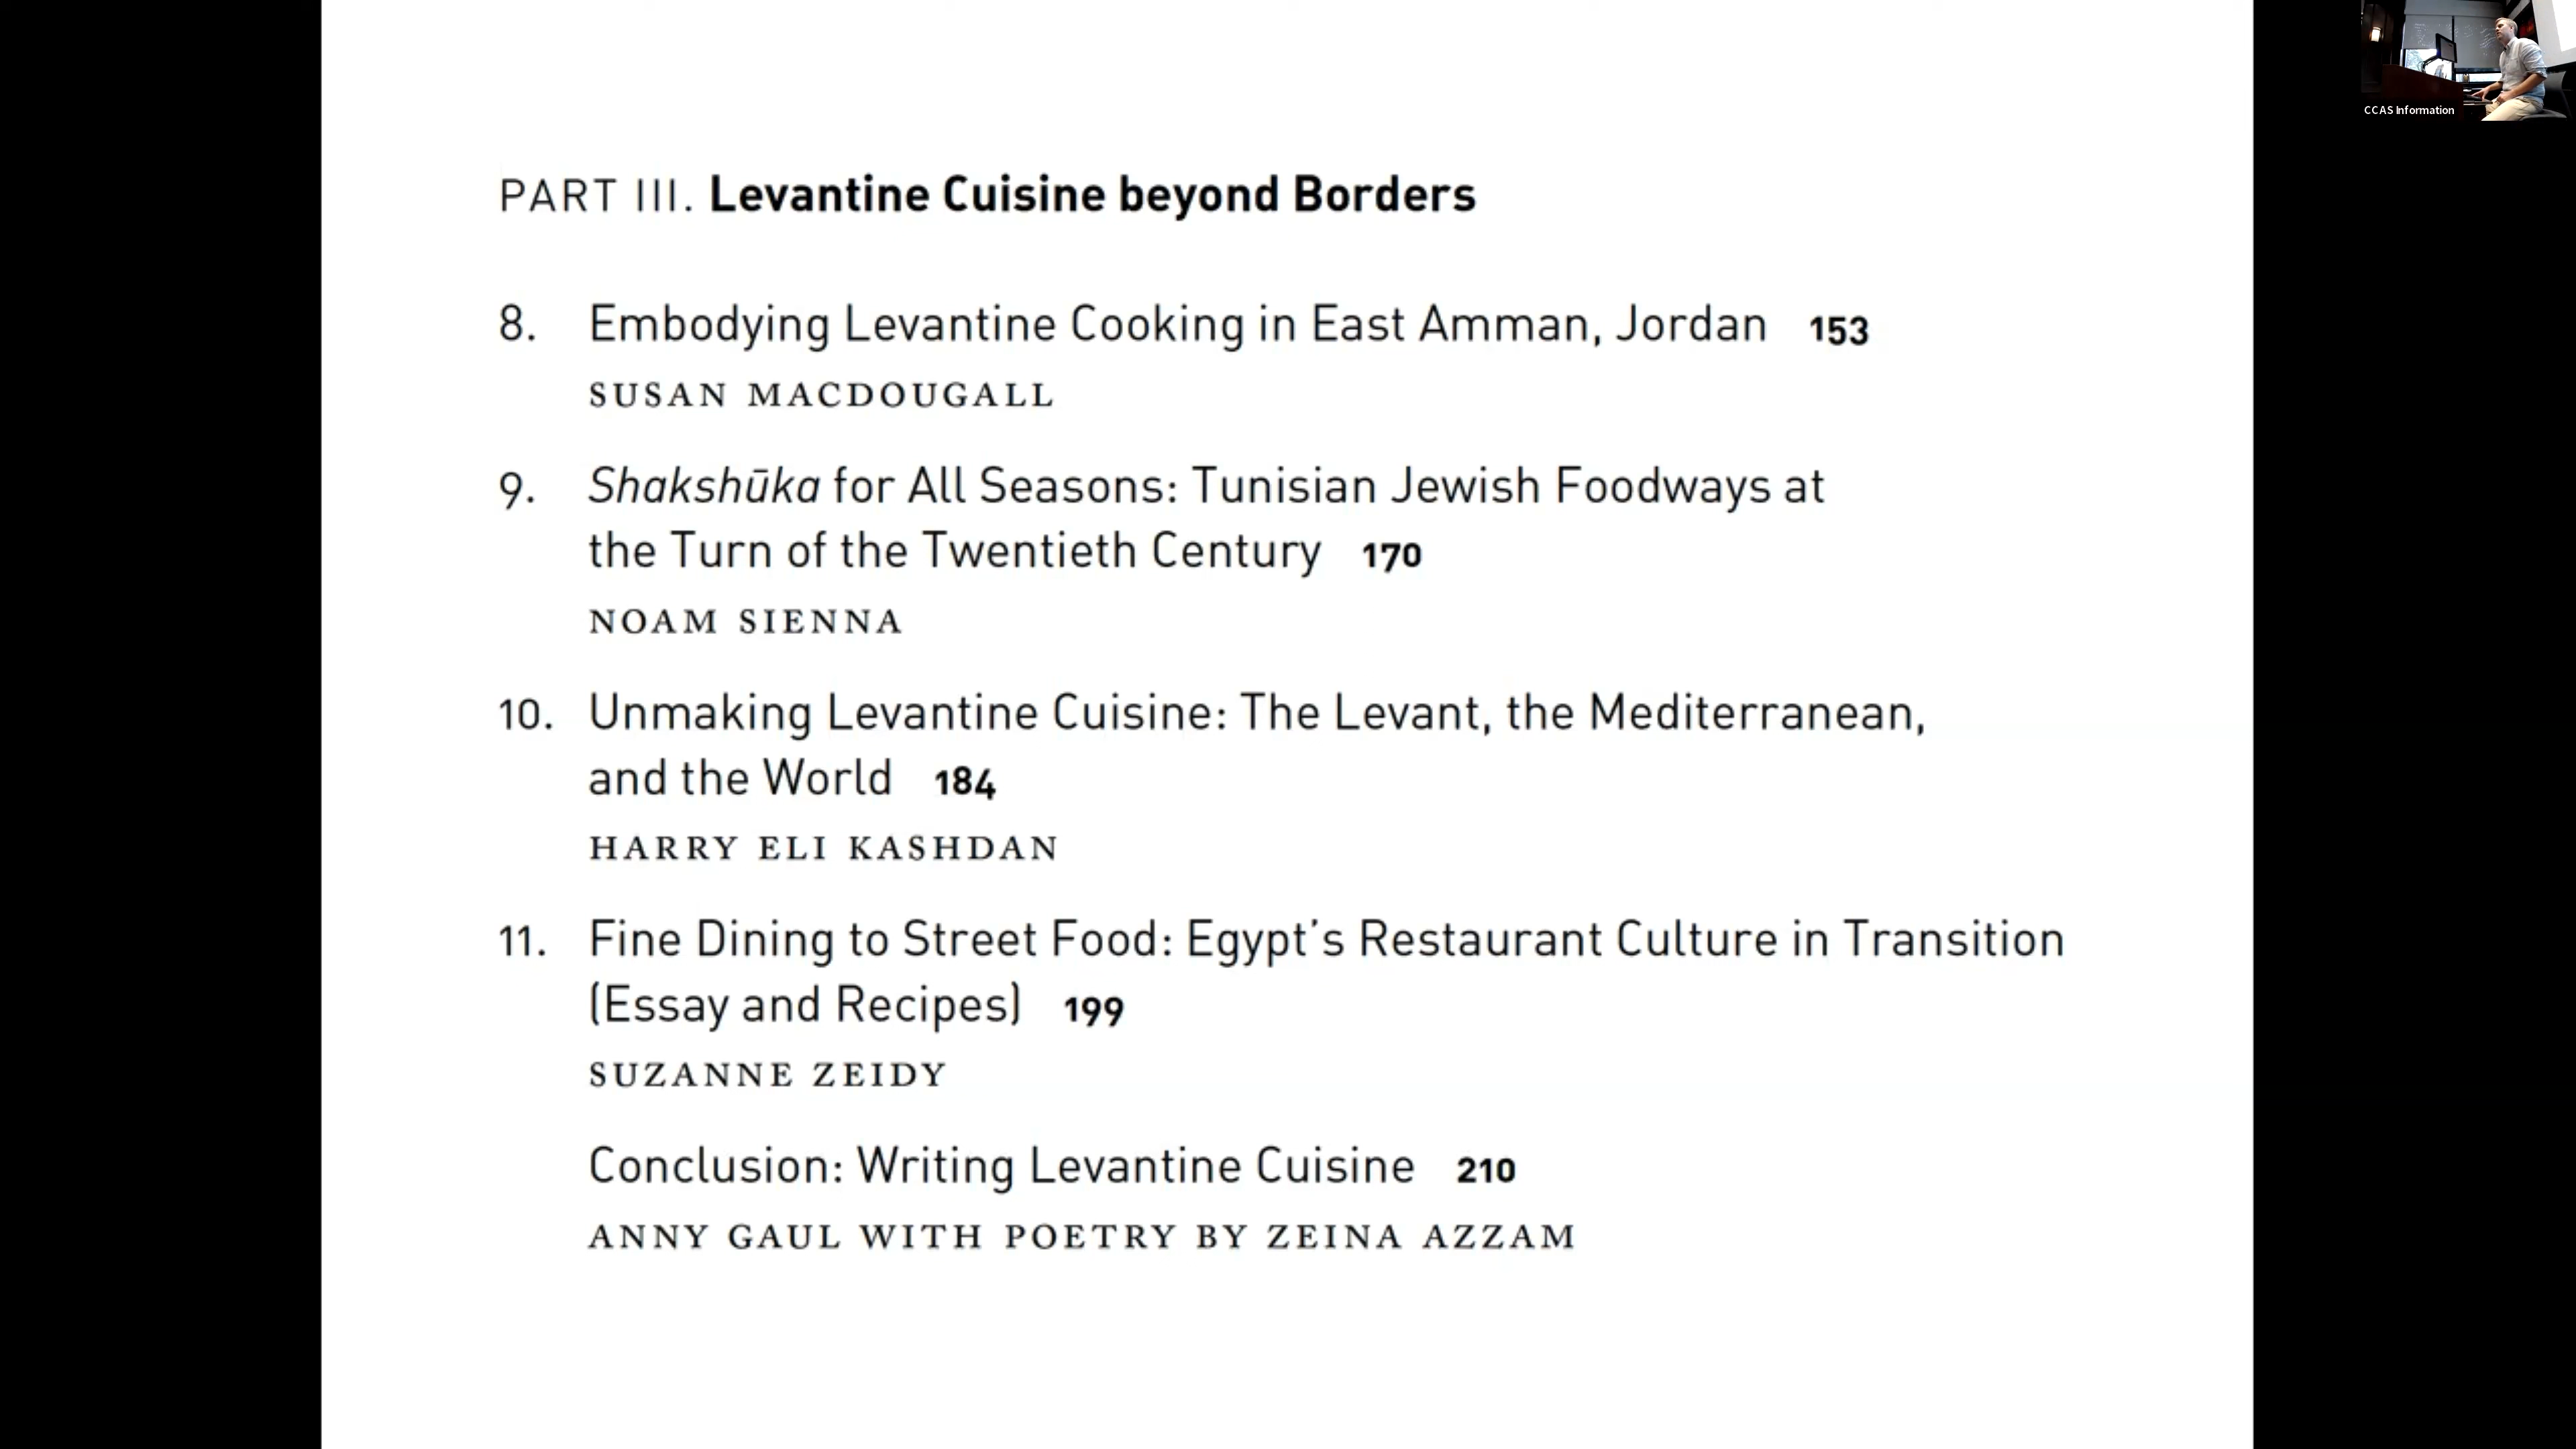 PART III. Levantine Cuisine beyond Borders
8. Embodying Levantine Cooking in East Amman, Jordan 153
SUSAN MACDOUGALL
9. Shakshūka for All Seasons: Tunisian Jewish Foodways at
the Turn of the Twentieth Century 170
NOAM SIENNA
10. Unmaking Levantine Cuisine: The Levant, the Mediterranean,
and the World 184
HARRY ELI KASHDAN
11. Fine Dining to Street Food: Egypt’s Restaurant Culture in Transition
(Essay and Recipes) 199
SUZANNE ZEIDY
Conclusion: Writing Levantine Cuisine 210
ANNY GAUL WITH POETRY BY ZEINA AZZAM
CCAS Information